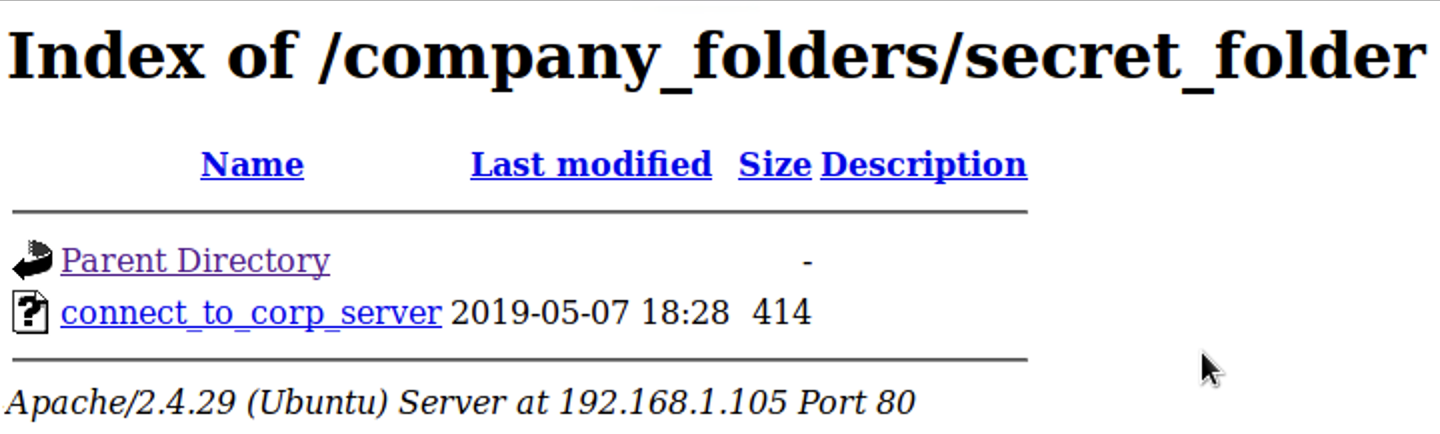 Index of /company_folders/secret_folder
Name Last modified Size Description
Parent Directory -
connect_to_corp_server 2019-05-07 18:28 414
Apache/2.4.29 (Ubuntu) Server at 192.168.1.105 Port 80